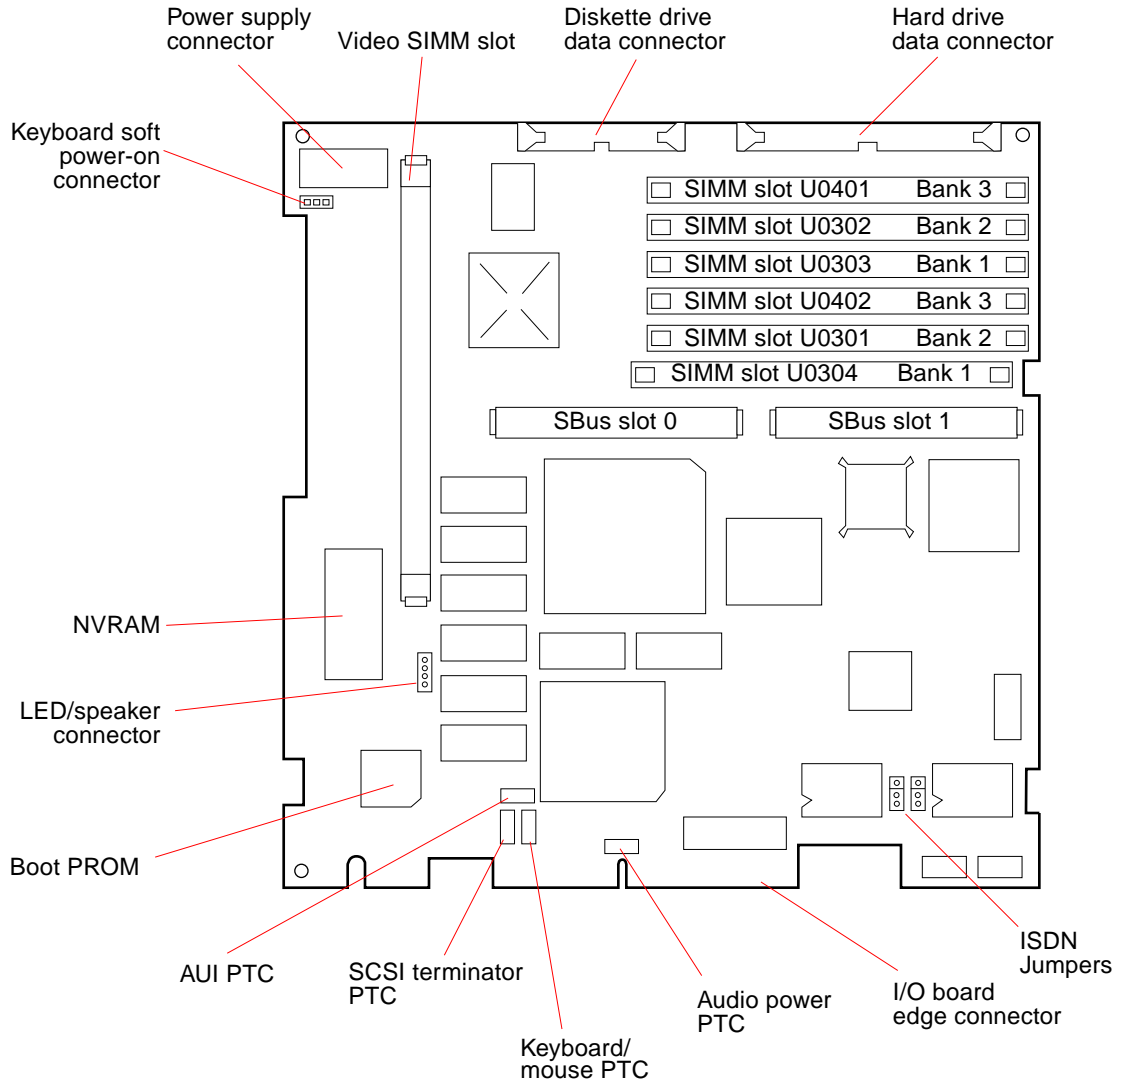 Power supply
connector
Video SIMM slot
Diskette drive
data connector
Hard drive
data connector
Keyboard soft
power-on
connector
SIMM slot U0401 Bank 3
SIMM slot U0302 Bank 2
SIMM slot U0303 Bank 1
SIMM slot U0402 Bank 3
SIMM slot U0301 Bank 2
SIMM slot U0304 Bank 1
SBus slot 0
SBus slot 1
NVRAM
LED/speaker
connector
Boot PROM
AUI PTC
SCSI terminator
PTC
Keyboard/
mouse PTC
Audio power
PTC
I/O board
edge connector
ISDN
Jumpers